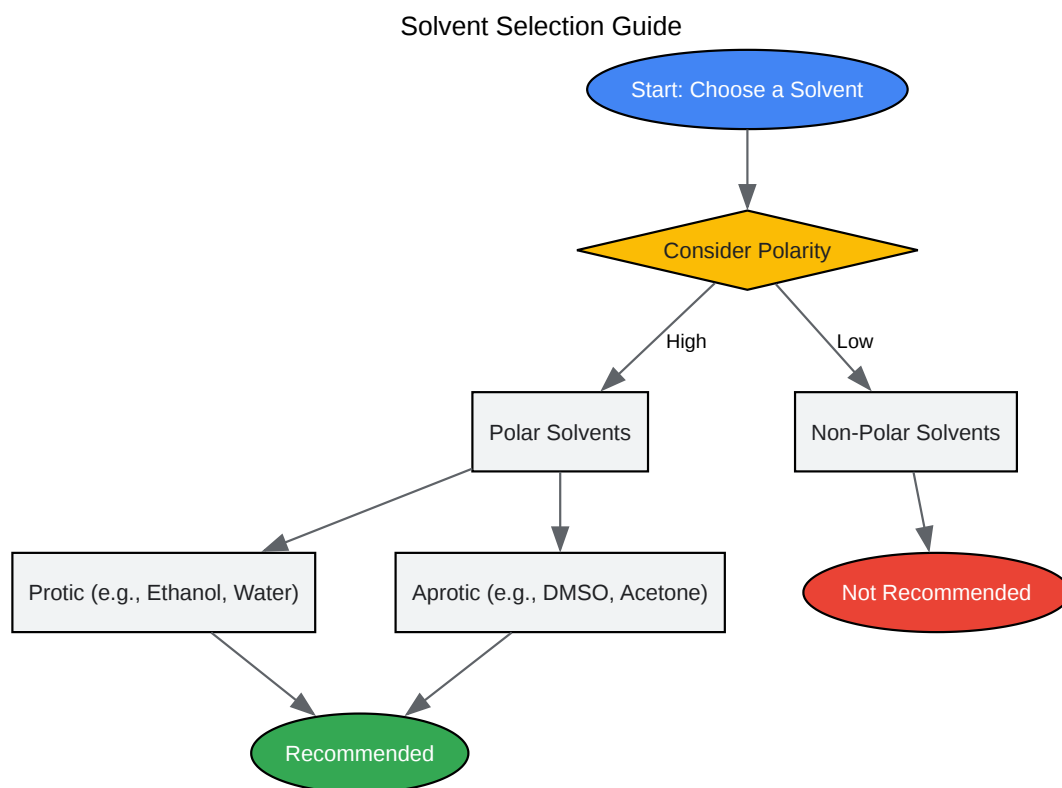 Solvent Selection Guide
Start: Choose a Solvent
Consider Polarity
High
Low
Polar Solvents
Non-Polar Solvents
Protic (e.g., Ethanol, Water)
Aprotic (e.g., DMSO, Acetone)
Not Recommended
Recommended